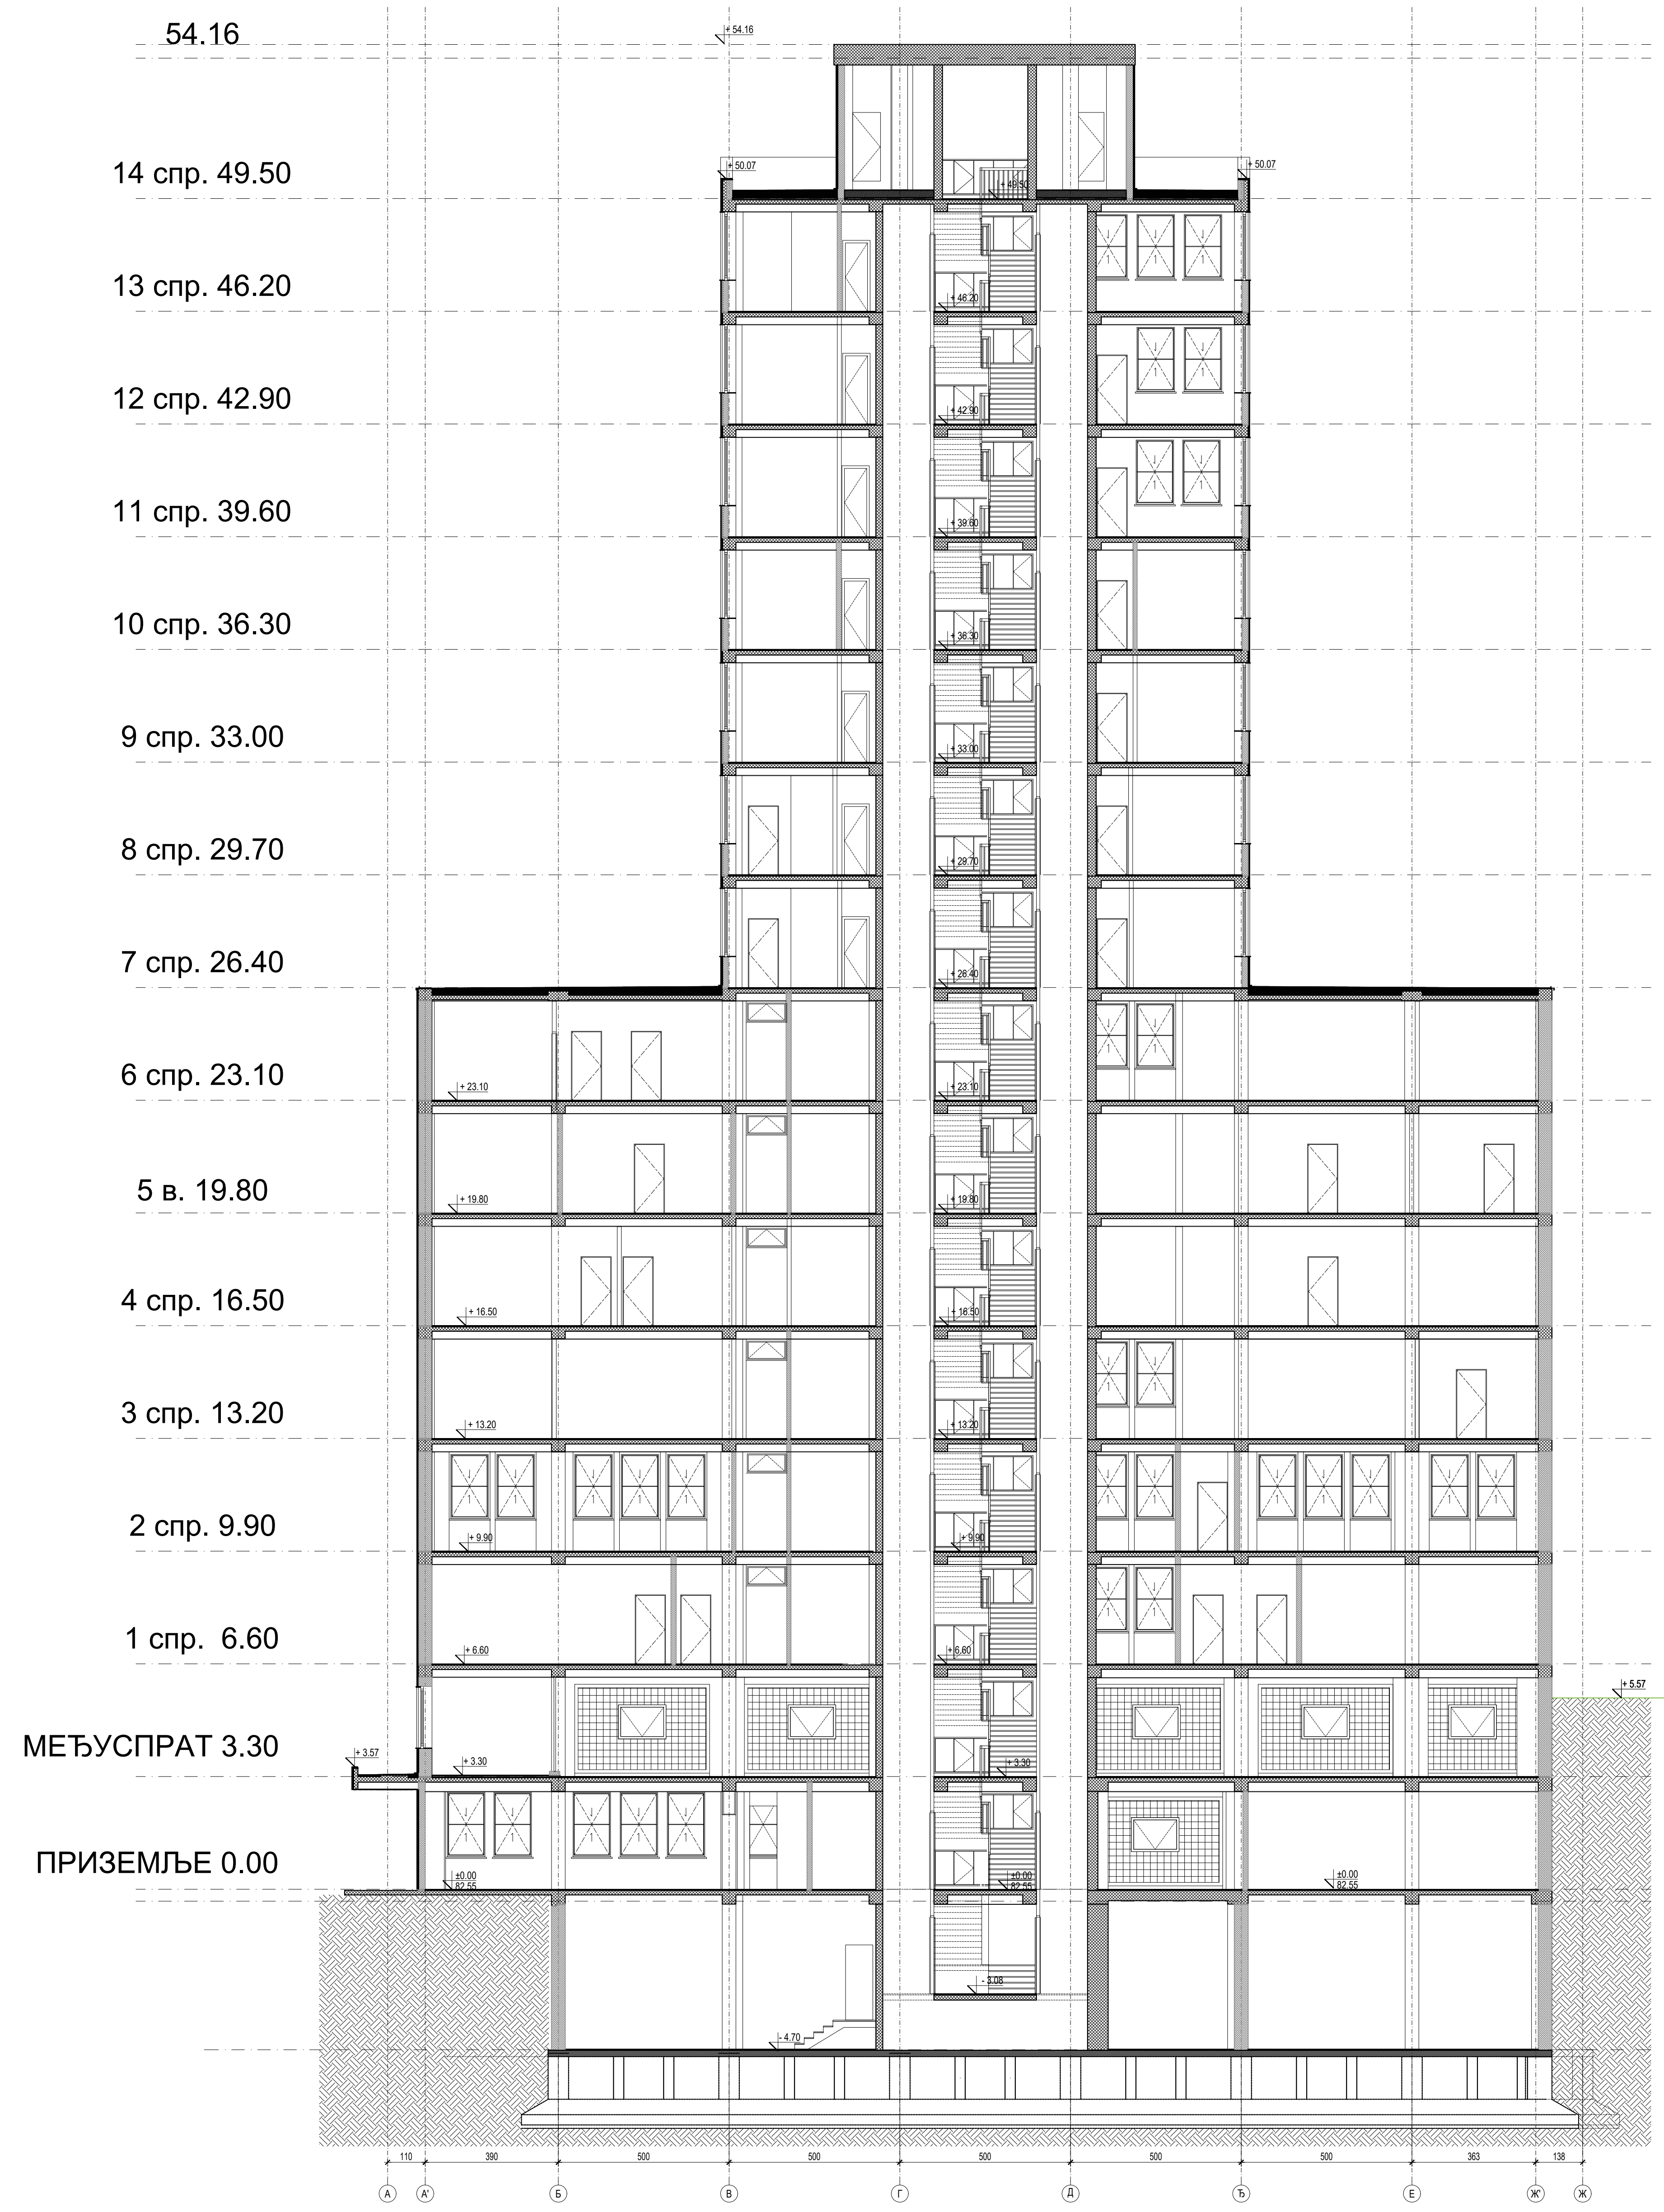 54.16
+ 54.16
14 спр. 49.50
+ 50.07
+ 50.07
+ 49.50
13 спр. 46.20
+ 46.20
12 спр. 42.90
+ 42.90
11 спр. 39.60
+ 39.60
10 спр. 36.30
+ 36.30
9 спр. 33.00
+ 33.00
8 спр. 29.70
+ 29.70
7 спр. 26.40
+ 26.40
6 спр. 23.10
+ 23.10
+ 23.10
5 в. 19.80
+ 19.80
+ 19.80
4 спр. 16.50
+ 16.50
+ 16.50
3 спр. 13.20
+ 13.20
+ 13.20
2 спр. 9.90
+ 9.90
+ 9.90
1 спр. 6.60
+ 6.60
+ 6.60
+ 5.57
МЕЂУСПРАТ 3.30
+ 3.57
+ 3.30
+ 3.30
ПРИЗЕМЉЕ 0.00
±0.00
82.55
±0.00
82.55
±0.00
82.55
- 3.08
- 4.70
110 390 500 500 500 500 500 363 138
А А' Б В Г Д Ђ Е Ж' Ж